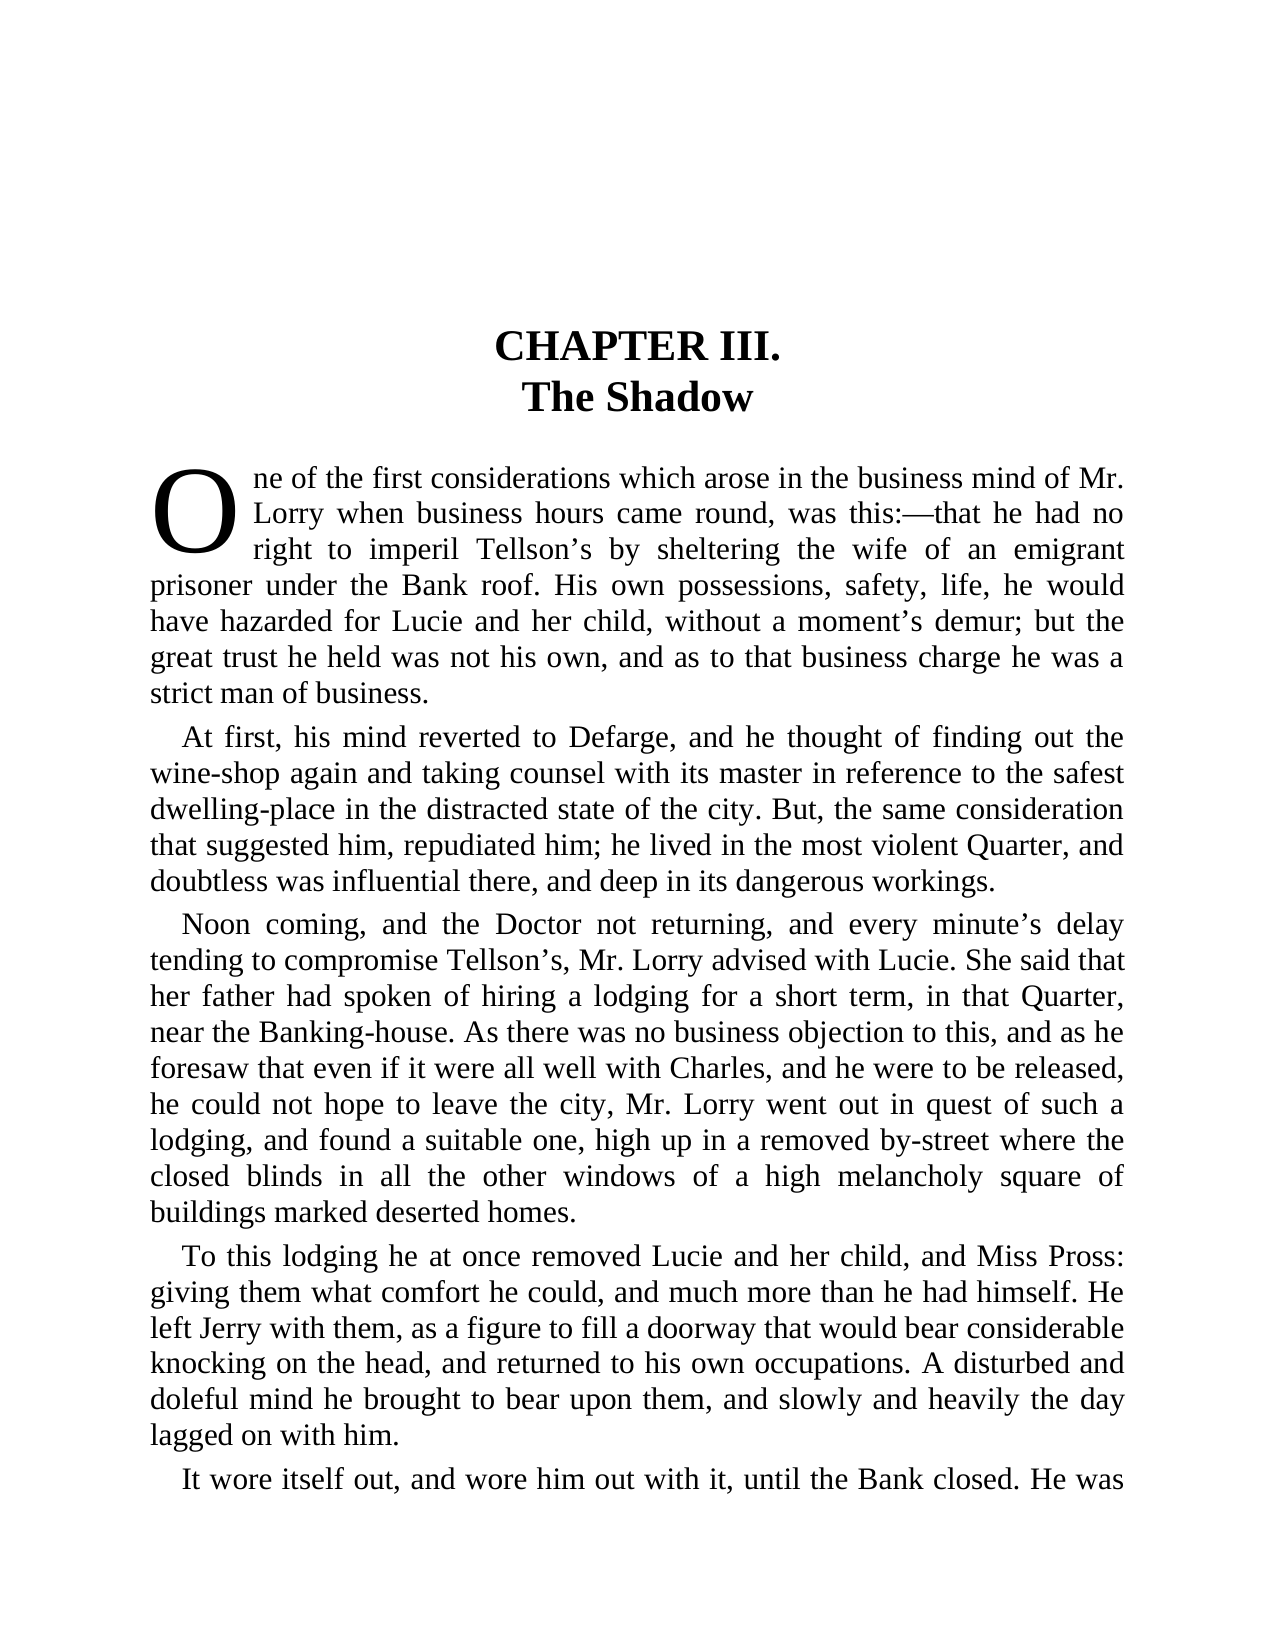 CHAPTER III.
The Shadow
One of the first considerations which arose in the business mind of Mr.
Lorry when business hours came round, was this:—that he had no
right to imperil Tellson’s by sheltering the wife of an emigrant
prisoner under the Bank roof. His own possessions, safety, life, he would
have hazarded for Lucie and her child, without a moment’s demur; but the
great trust he held was not his own, and as to that business charge he was a
strict man of business.
At first, his mind reverted to Defarge, and he thought of finding out the
wine-shop again and taking counsel with its master in reference to the safest
dwelling-place in the distracted state of the city. But, the same consideration
that suggested him, repudiated him; he lived in the most violent Quarter, and
doubtless was influential there, and deep in its dangerous workings.
Noon coming, and the Doctor not returning, and every minute’s delay
tending to compromise Tellson’s, Mr. Lorry advised with Lucie. She said that
her father had spoken of hiring a lodging for a short term, in that Quarter,
near the Banking-house. As there was no business objection to this, and as he
foresaw that even if it were all well with Charles, and he were to be released,
he could not hope to leave the city, Mr. Lorry went out in quest of such a
lodging, and found a suitable one, high up in a removed by-street where the
closed blinds in all the other windows of a high melancholy square of
buildings marked deserted homes.
To this lodging he at once removed Lucie and her child, and Miss Pross:
giving them what comfort he could, and much more than he had himself. He
left Jerry with them, as a figure to fill a doorway that would bear considerable
knocking on the head, and returned to his own occupations. A disturbed and
doleful mind he brought to bear upon them, and slowly and heavily the day
lagged on with him.
It wore itself out, and wore him out with it, until the Bank closed. He was